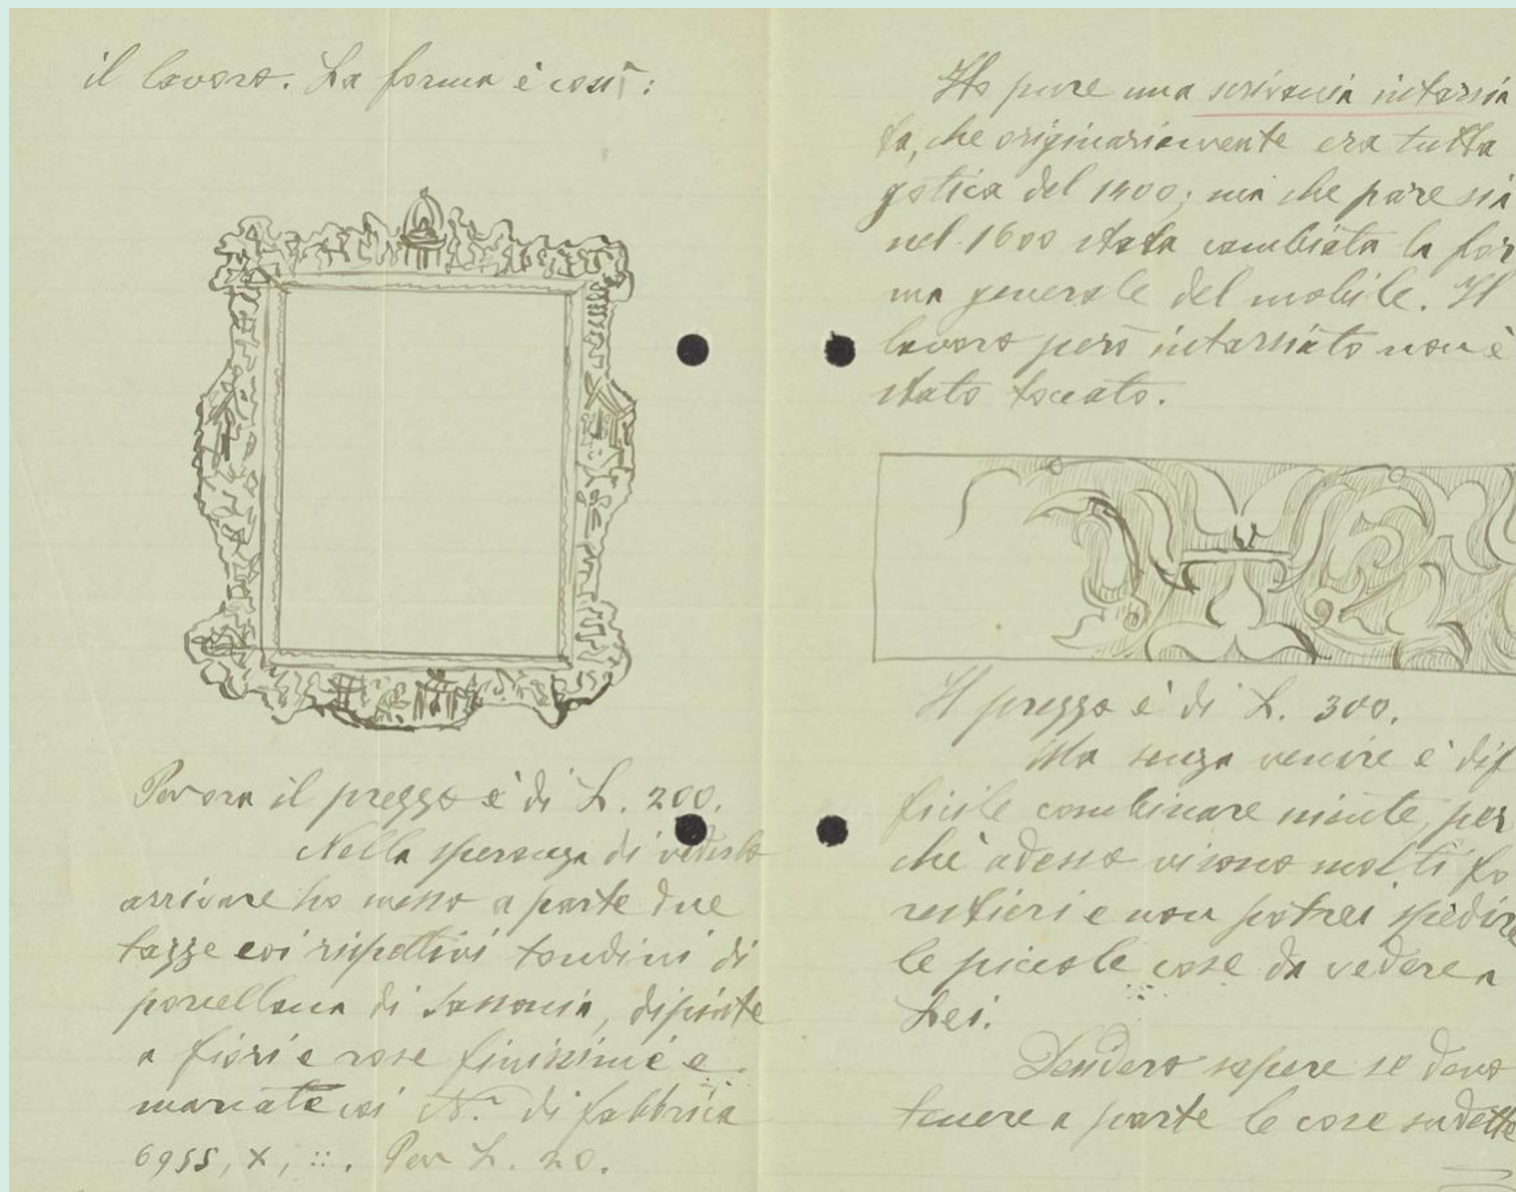 il lavoro. La forma è così:
Per ora il prezzo è di L. 200.
Nella speranza di vederlo
arrivare ho messo a parte due
tazze coi rispettivi tondini di
porcellana di Sassonia, dipinte
a fiori e rose finissime e
marcate coi N.r di fabbrica
6955, X, ::. Per L. 20.
Ho pure una scrivania intarsia
ta, che originariamente era tutta
gotica del 1400; ma che pare sia
nel 1600 stata cambiata la for
ma generale del mobile. Il
lavoro però intarsiato non è
stato toccato.
Il prezzo è di L. 300.
Ma senza venire è dif
ficile combinare niente, per
chè adesso vi sono molti fo
restieri e non potrei spedire
le piccole cose da vedere a
Lei.
Desidero sapere se devo
tenere a parte le cose sudette